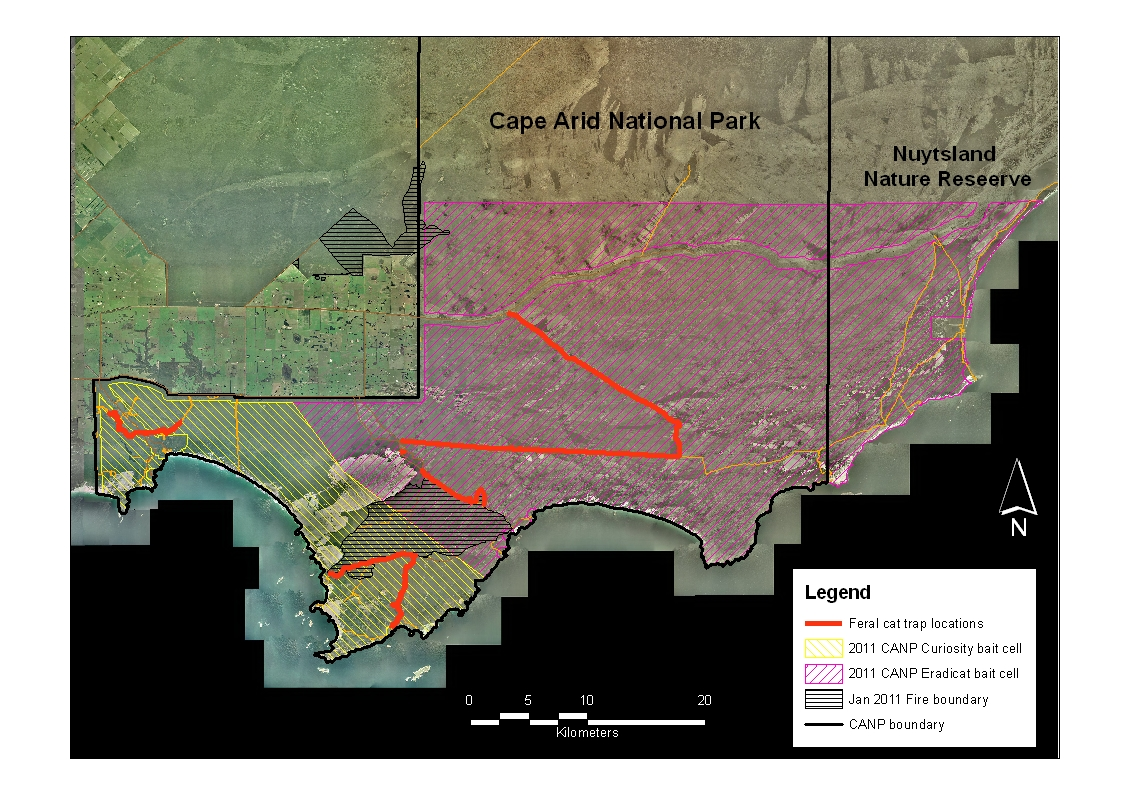 Cape Arid National Park
Nuytsland
Nature Reseerve
N
Legend
Feral cat trap locations
2011 CANP Curiosity bait cell
2011 CANP Eradicat bait cell
Jan 2011 Fire boundary
CANP boundary
0 5 10 20
Kilometers